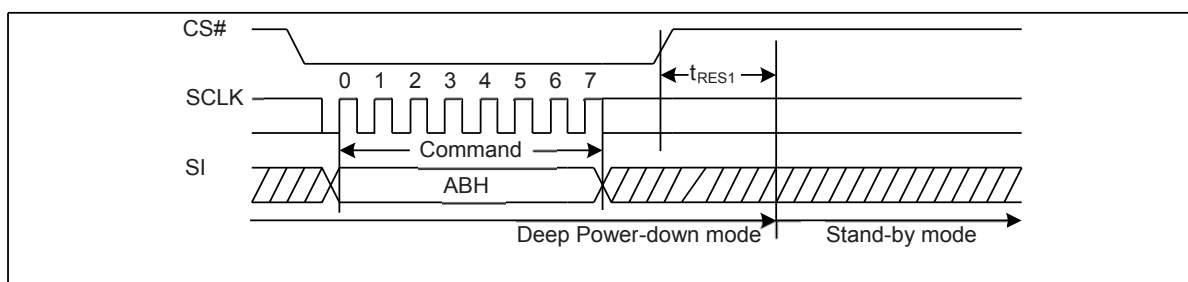 CS#
0 1 2 3 4 5 6 7
tRES1
SCLK
Command
SI
ABH
Deep Power-down mode Stand-by mode